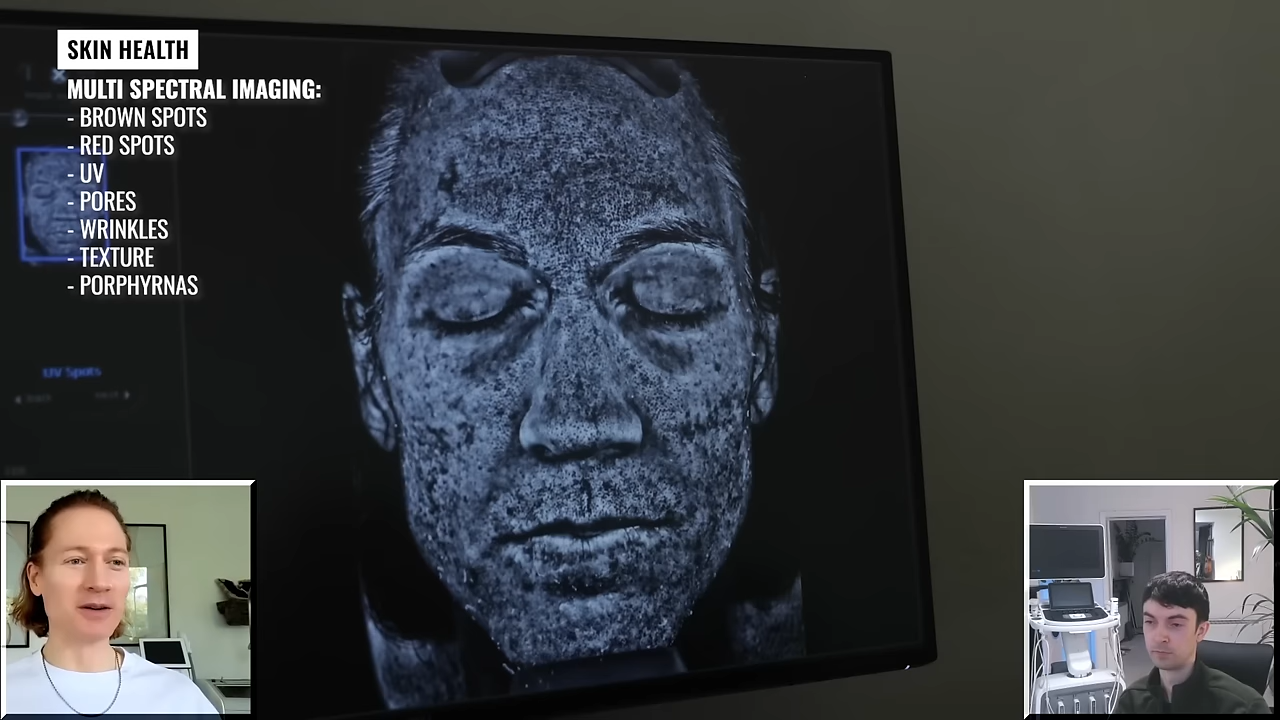 SKIN HEALTH
MULTI SPECTRAL IMAGING:
- BROWN SPOTS
- RED SPOTS
- UV
- PORES
- WRINKLES
- TEXTURE
- PORPHYRNAS
UV Spots